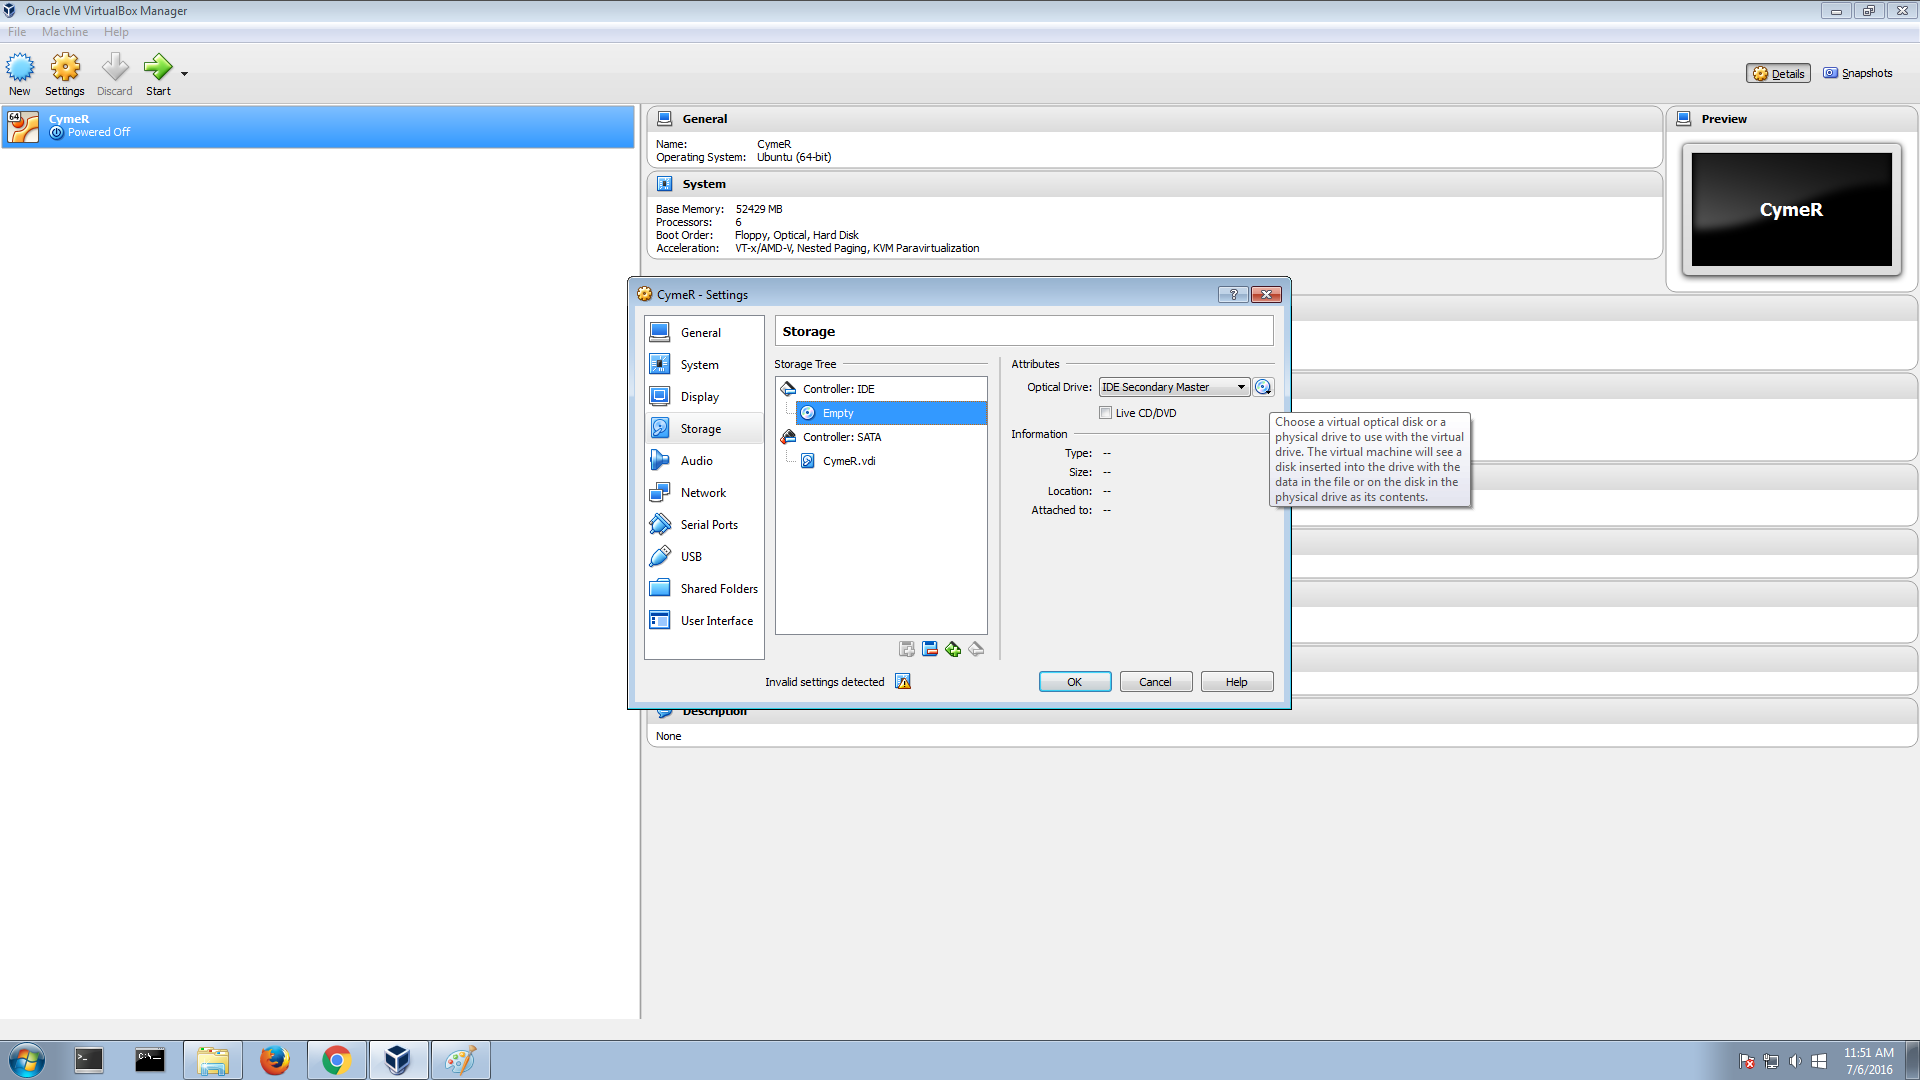 Oracle VM VirtualBox Manager
File Machine Help
New Settings Discard Start
Details Snapshots
64
CymeR
Powered Off
General
Name: CymeR
Operating System: Ubuntu (64-bit)
System
Base Memory: 52429 MB
Processors: 6
Boot Order: Floppy, Optical, Hard Disk
Acceleration: VT-x/AMD-V, Nested Paging, KVM Paravirtualization
Preview
CymeR
CymeR - Settings
General
System
Display
Storage
Audio
Network
Serial Ports
USB
Shared Folders
User Interface
Storage
Storage Tree
Controller: IDE
Empty
Controller: SATA
CymeR.vdi
Attributes
Optical Drive: IDE Secondary Master
Live CD/DVD
Information
Type: --
Size: --
Location: --
Attached to: --
Choose a virtual optical disk or a
physical drive to use with the virtual
drive. The virtual machine will see a
disk inserted into the drive with the
data in the file or on the disk in the
physical drive as its contents.
Invalid settings detected
OK Cancel Help
Description
None
11:51 AM
7/6/2016